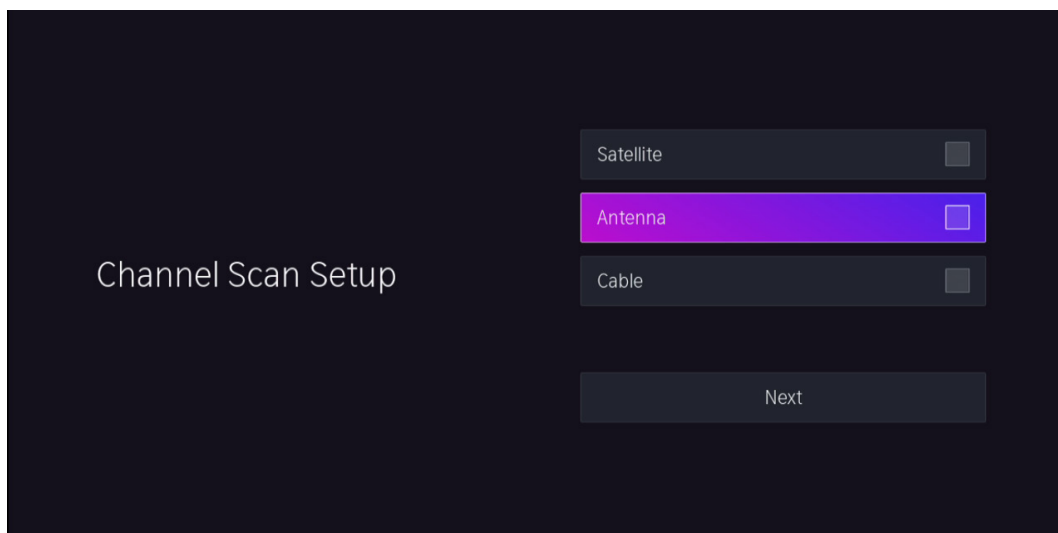 Channel Scan Setup
Satellite
Antenna
Cable
Next